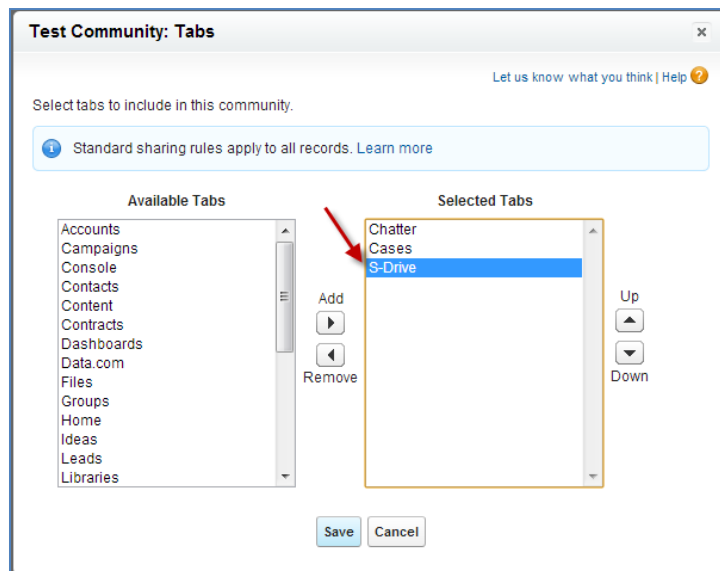 Test Community: Tabs
Let us know what you think | Help
Select tabs to include in this community.
Standard sharing rules apply to all records. Learn more
Available Tabs
Accounts
Campaigns
Console
Contacts
Content
Contracts
Dashboards
Data.com
Files
Groups
Home
Ideas
Leads
Libraries
Add
Remove
Selected Tabs
Chatter
Cases
S-Drive
Up
Down
Save
Cancel